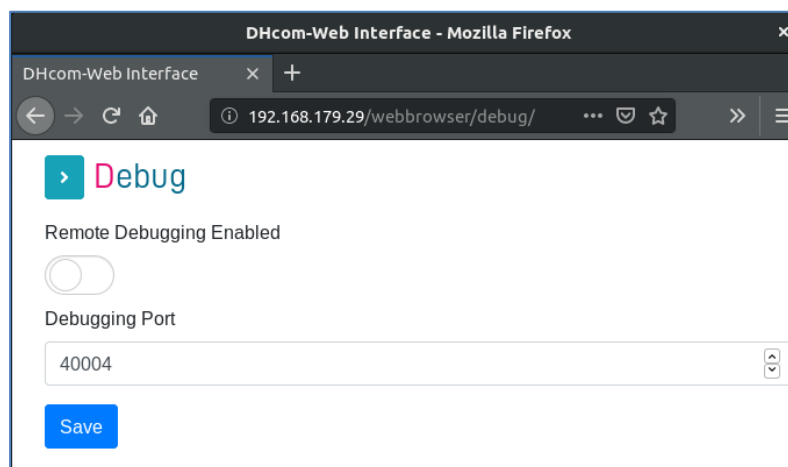 DHcom-Web Interface - Mozilla Firefox
DHcom-Web Interface
192.168.179.29/webbrowser/debug/
Debug
Remote Debugging Enabled
Debugging Port
40004
Save